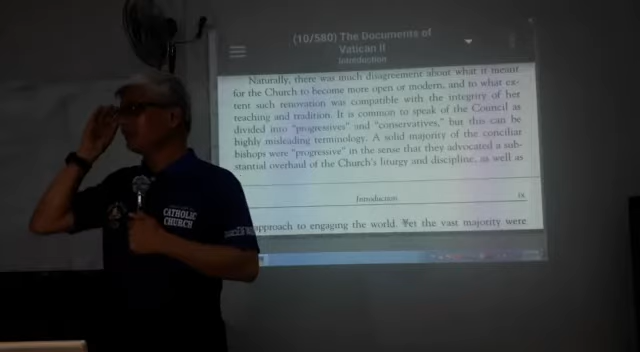 (10/580) The Documents of
Vatican II
Introduction
Naturally, there was much disagreement about what it meant
for the Church to become more open or modern, and to what ex-
tent such renovation was compatible with the integrity of her
teaching and tradition. It is common to speak of the Council as
divided into "progressives" and "conservatives," but this can be
highly misleading terminology. A solid majority of the conciliar
bishops were "progressive" in the sense that they advocated a sub-
stantial overhaul of the Church's liturgy and discipline, as well as
Introduction
ix
approach to engaging the world. Yet the vast majority were
CATHOLIC
CHURCH